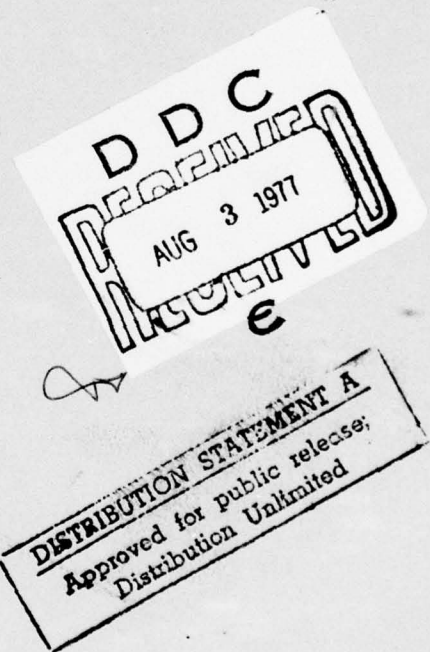 D D C
RECEIVED
AUG 3 1977
E
DISTRIBUTION STATEMENT A
Approved for public release;
Distribution Unlimited